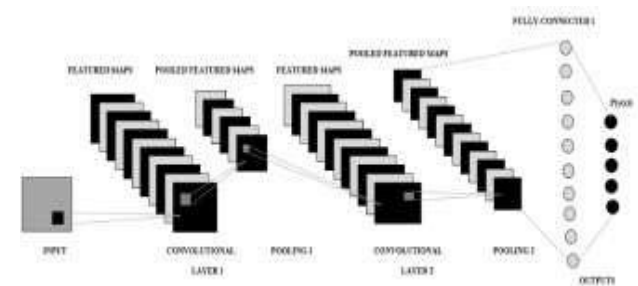 FULLY CONNECTED 1
POOLED FEATURED MAPS
FEATURED MAPS
POOLED FEATURED MAPS
FEATURED MAPS
INPUT
CONVOLUTIONAL
LAYER 1
POOLING 1
CONVOLUTIONAL
LAYER 2
POOLING 2
OUTPUTS